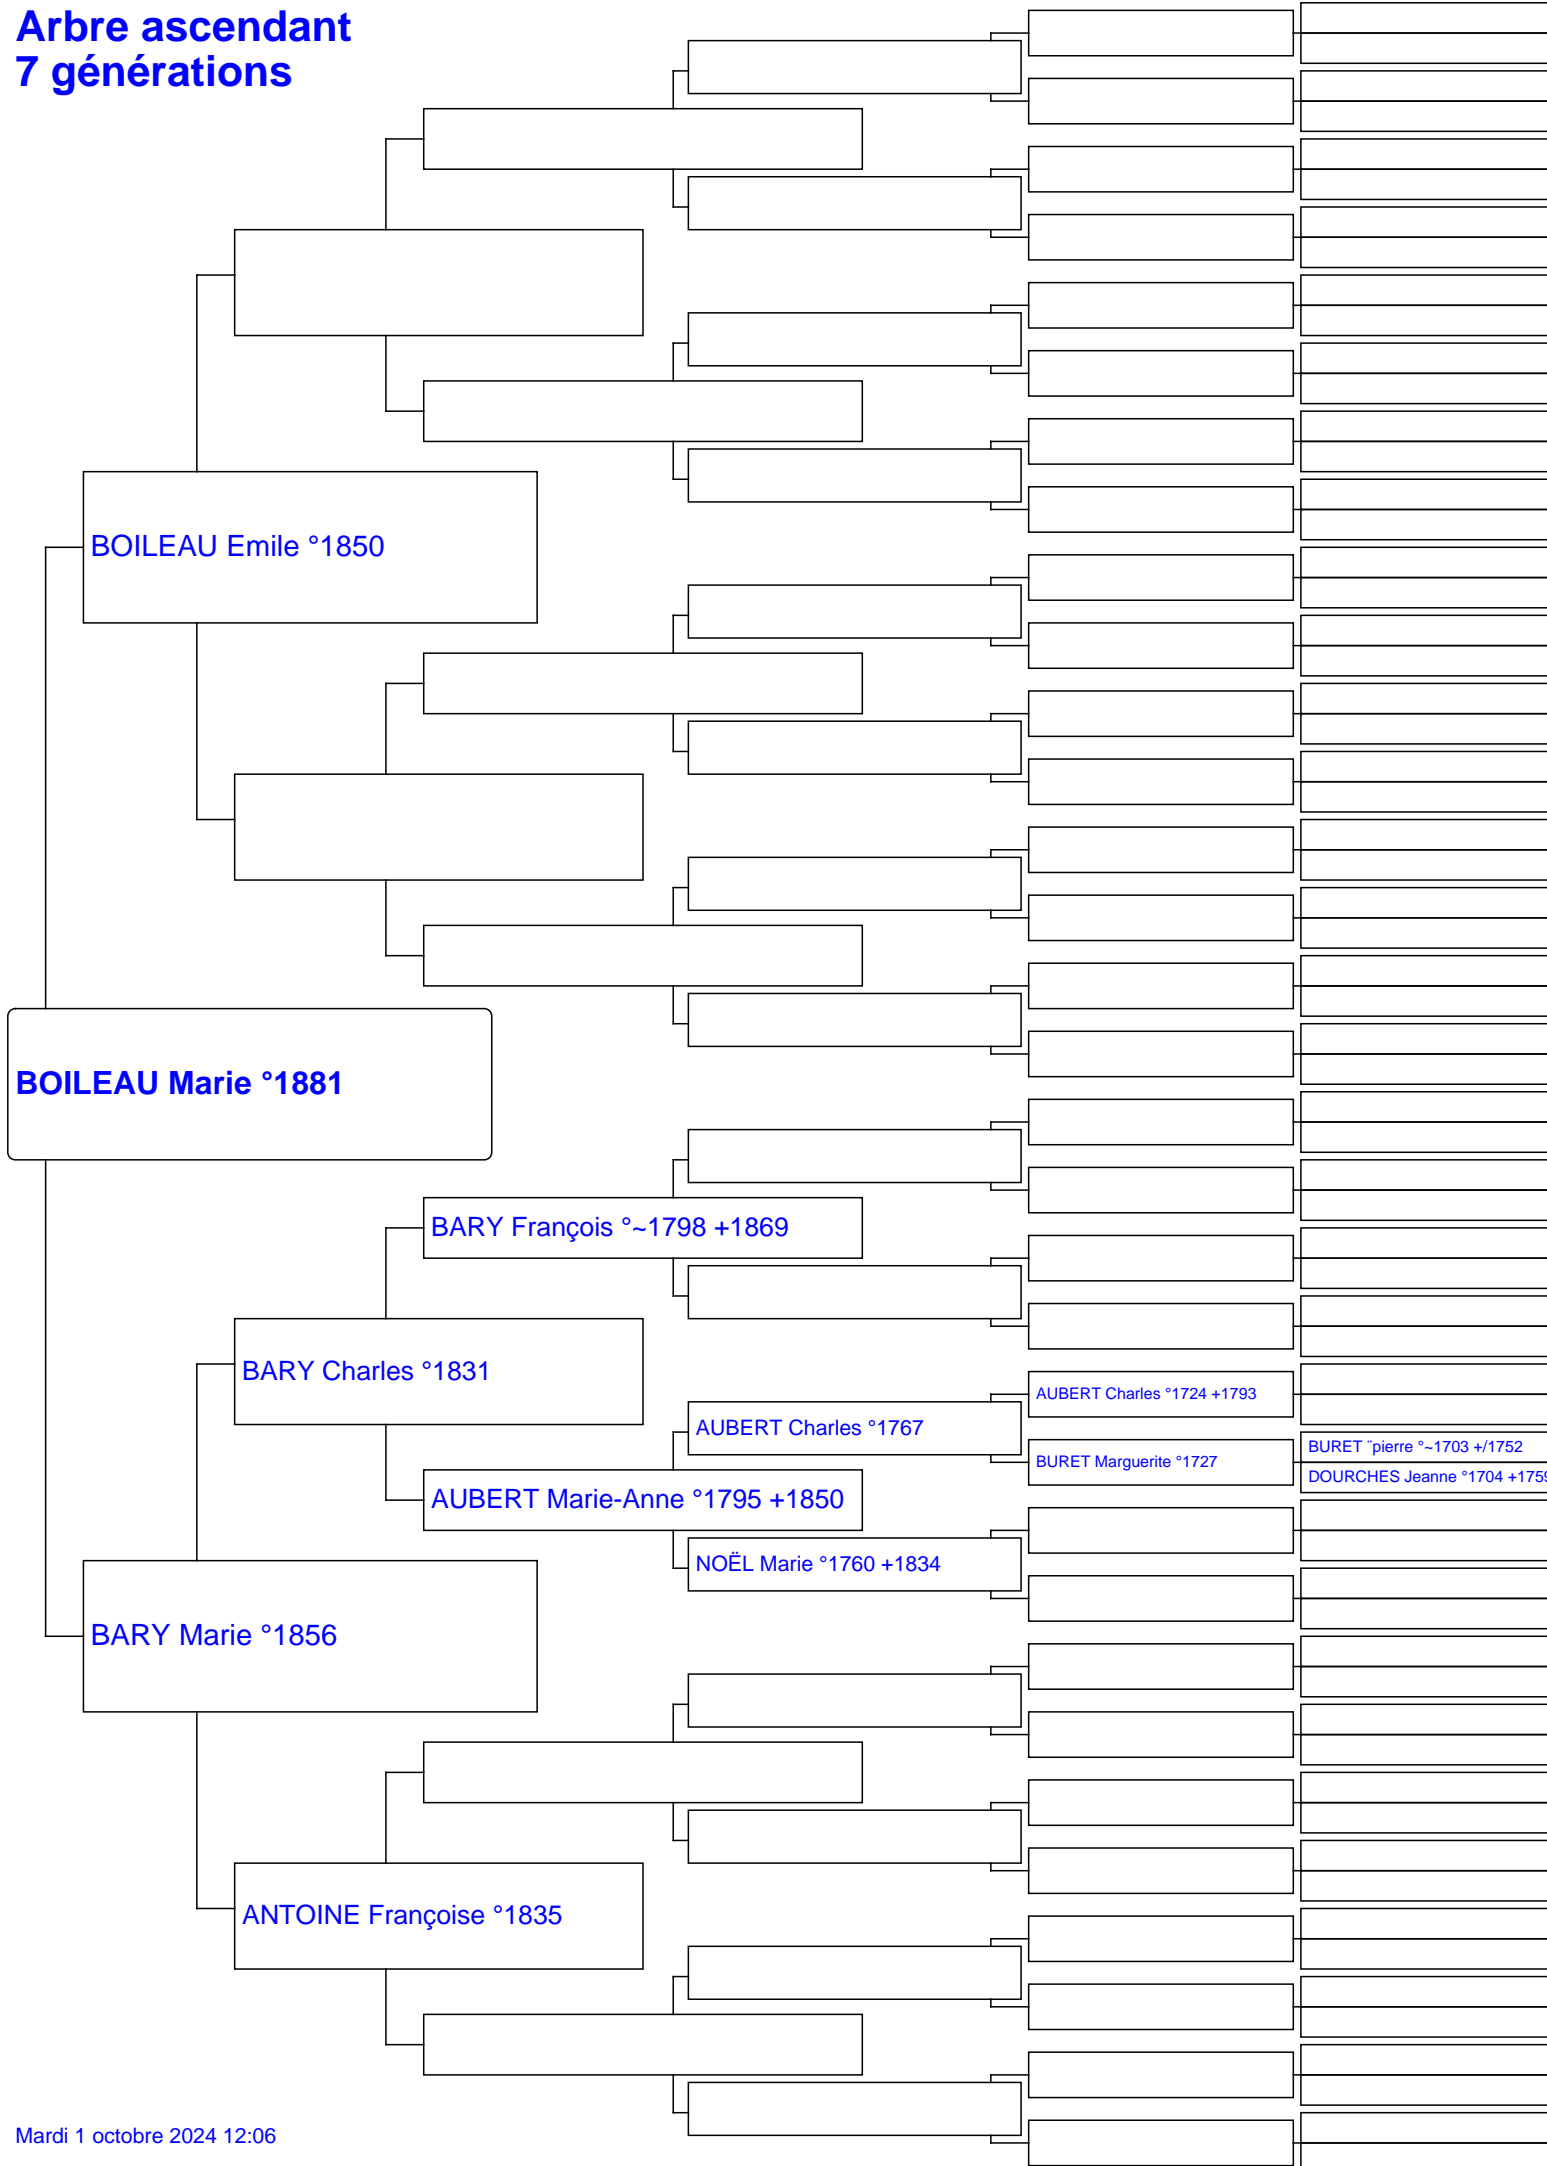 Arbre ascendant
7 générations
BOILEAU Emile °1850
BOILEAU Marie °1881
BARY François °~1798 +1869
BARY Charles °1831
AUBERT Charles °1724 +1793
AUBERT Charles °1767
BURET ¨pierre °~1703 +/1752
BURET Marguerite °1727
DOURCHES Jeanne °1704 +1759
AUBERT Marie-Anne °1795 +1850
NOËL Marie °1760 +1834
BARY Marie °1856
ANTOINE Françoise °1835
Mardi 1 octobre 2024 12:06